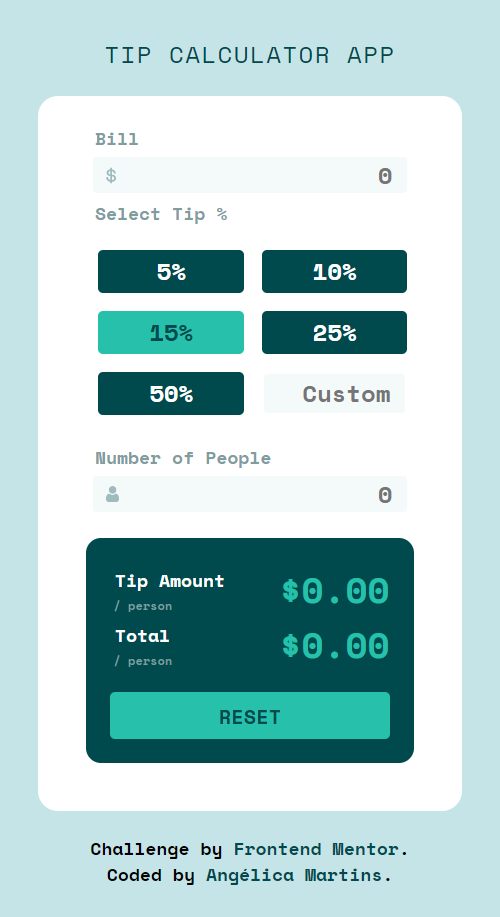 TIP CALCULATOR APP
Bill
$ 0
Select Tip %
5% 10%
15% 25%
50% Custom
Number of People
0
Tip Amount $0.00
/ person
Total $0.00
/ person
RESET
Challenge by Frontend Mentor.
Coded by Angélica Martins.